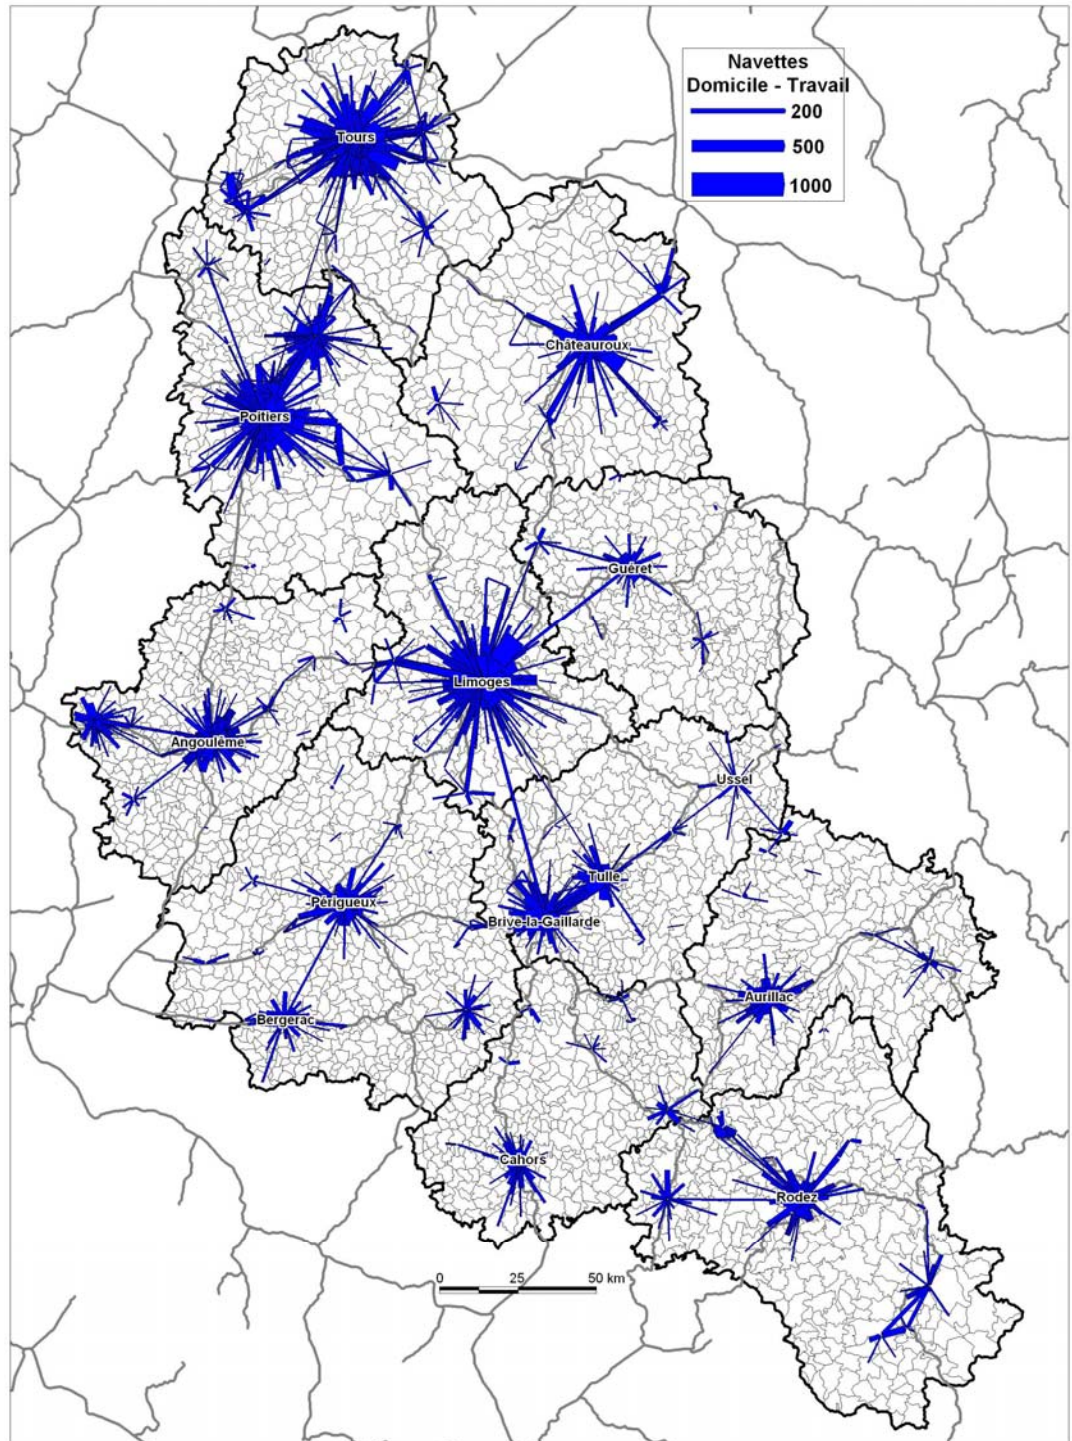 Navettes
Domicile - Travail
200
500
1000
Tours
Châteauroux
Poitiers
Guéret
Limoges
Angoulême
Ussel
Tulle
Périgueux
Brive-la-Gaillarde
Aurillac
Bergerac
Cahors
Rodez
0 25 50 km